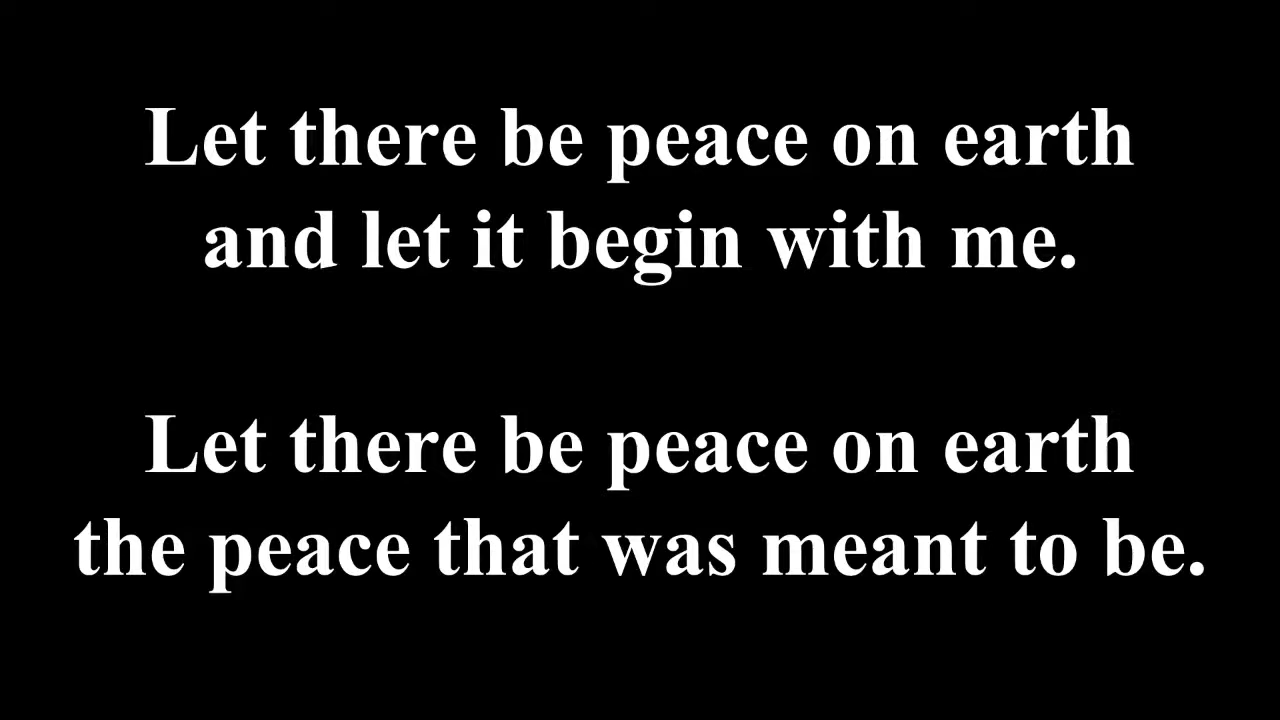 Let there be peace on earth
and let it begin with me.
Let there be peace on earth
the peace that was meant to be.